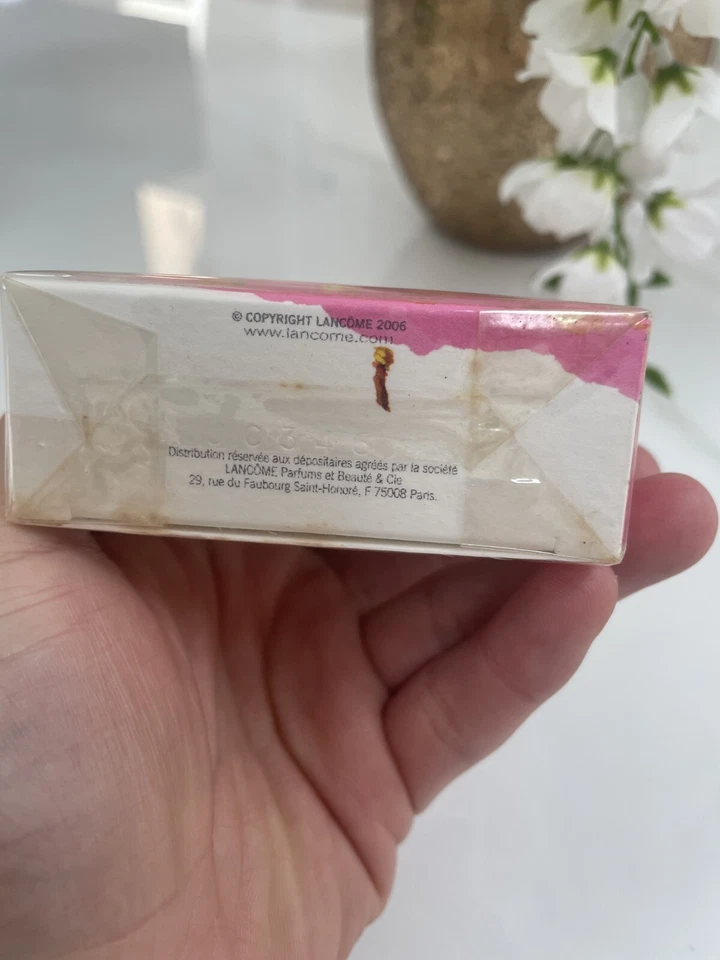 © COPYRIGHT LANCÔME 2006
www.lancome.com
Distribution réservée aux dépositaires agréés par la société
LANCÔME Parfums et Beauté & Cie
29, rue du Faubourg Saint-Honoré, F 75008 Paris.